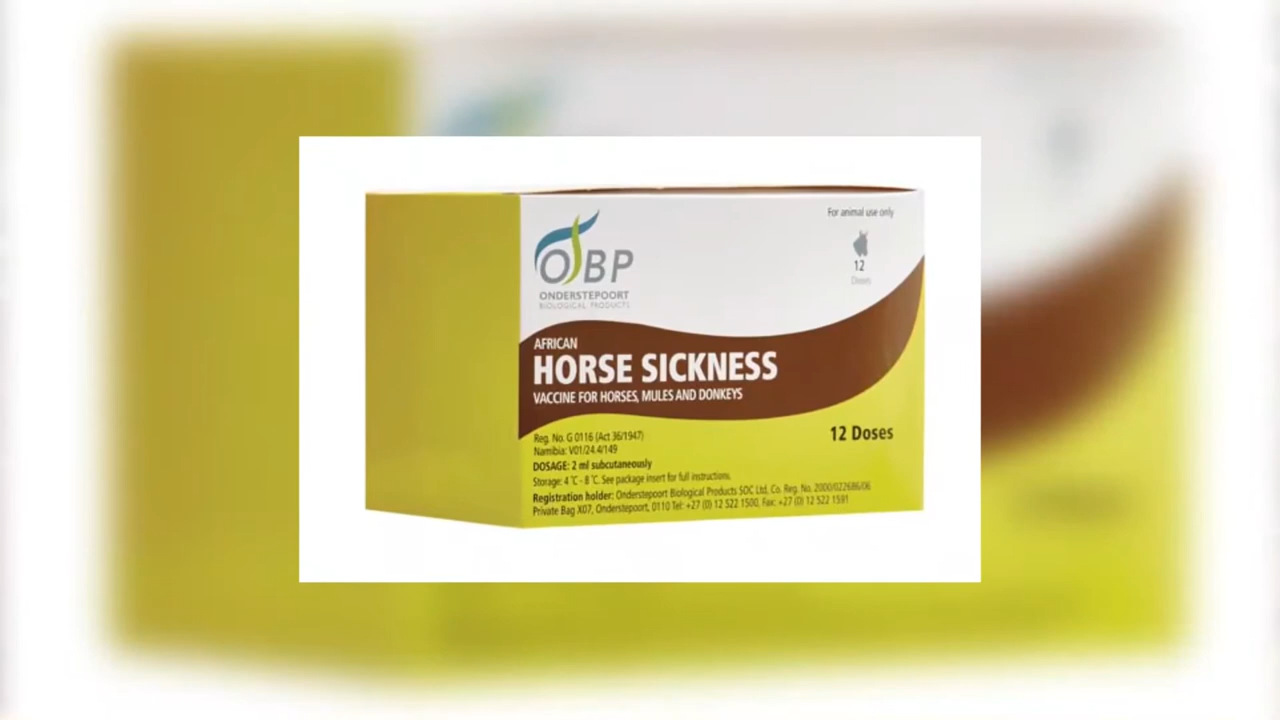 For animal use only
12
Doses
OBP
ONDERSTEPOORT
BIOLOGICAL PRODUCTS
AFRICAN
HORSE SICKNESS
VACCINE FOR HORSES, MULES AND DONKEYS
12 Doses
Reg. No. G 0116 (Act 36/1947)
Namibia: V01/24.4/149
DOSAGE: 2 ml subcutaneously
Storage: 4 °C - 8 °C. See package insert for full instructions.
Registration holder: Onderstepoort Biological Products SOC Ltd, Co. Reg. No. 2000/022686/06
Private Bag X07, Onderstepoort, 0110 Tel: +27 (0) 12 522 1500, Fax: +27 (0) 12 522 1591